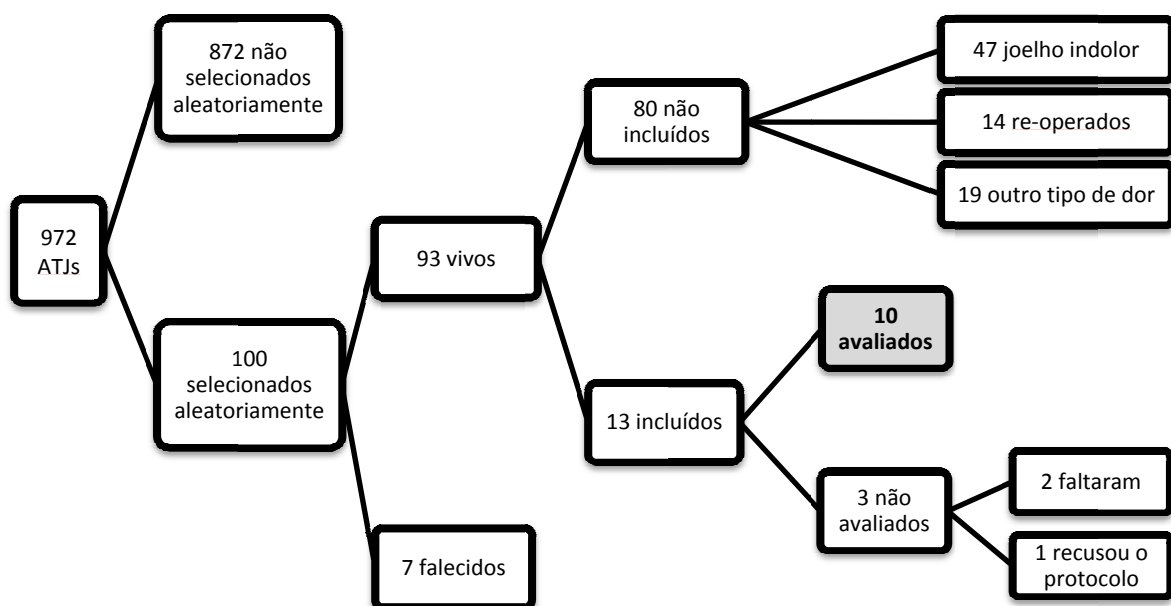 972
ATJs
872 não
selecionados
aleatoriamente
100
selecionados
aleatoriamente
93 vivos
7 falecidos
80 não
incluídos
13 incluídos
47 joelho indolor
14 re-operados
19 outro tipo de dor
10
avaliados
3 não
avaliados
2 faltaram
1 recusou o
protocolo